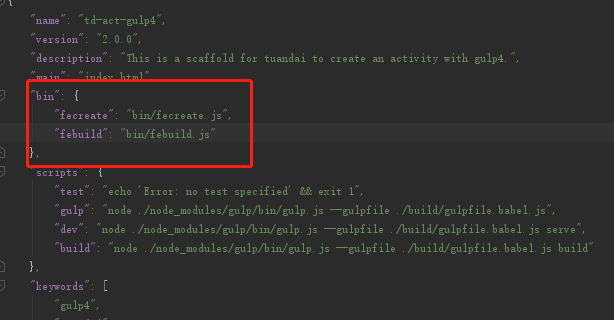 {
"name": "td-act-gulp4",
"version": "2.0.0",
"description": "This is a scaffold for tuandai to create an activity with gulp4.",
"main": "index.html"
"bin": {
"fecreate": "bin/fecreate.js",
"febuild": "bin/febuild.js"
},
scripts": {
"test": "echo 'Error: no test specified' && exit 1",
"gulp": "node ./node_modules/gulp/bin/gulp.js --gulpfile ./build/gulpfile.babel.js",
"dev": "node ./node_modules/gulp/bin/gulp.js --gulpfile ./build/gulpfile.babel.js serve",
"build": "node ./node_modules/gulp/bin/gulp.js --gulpfile ./build/gulpfile.babel.js build"
},
"keywords": [
"gulp4",